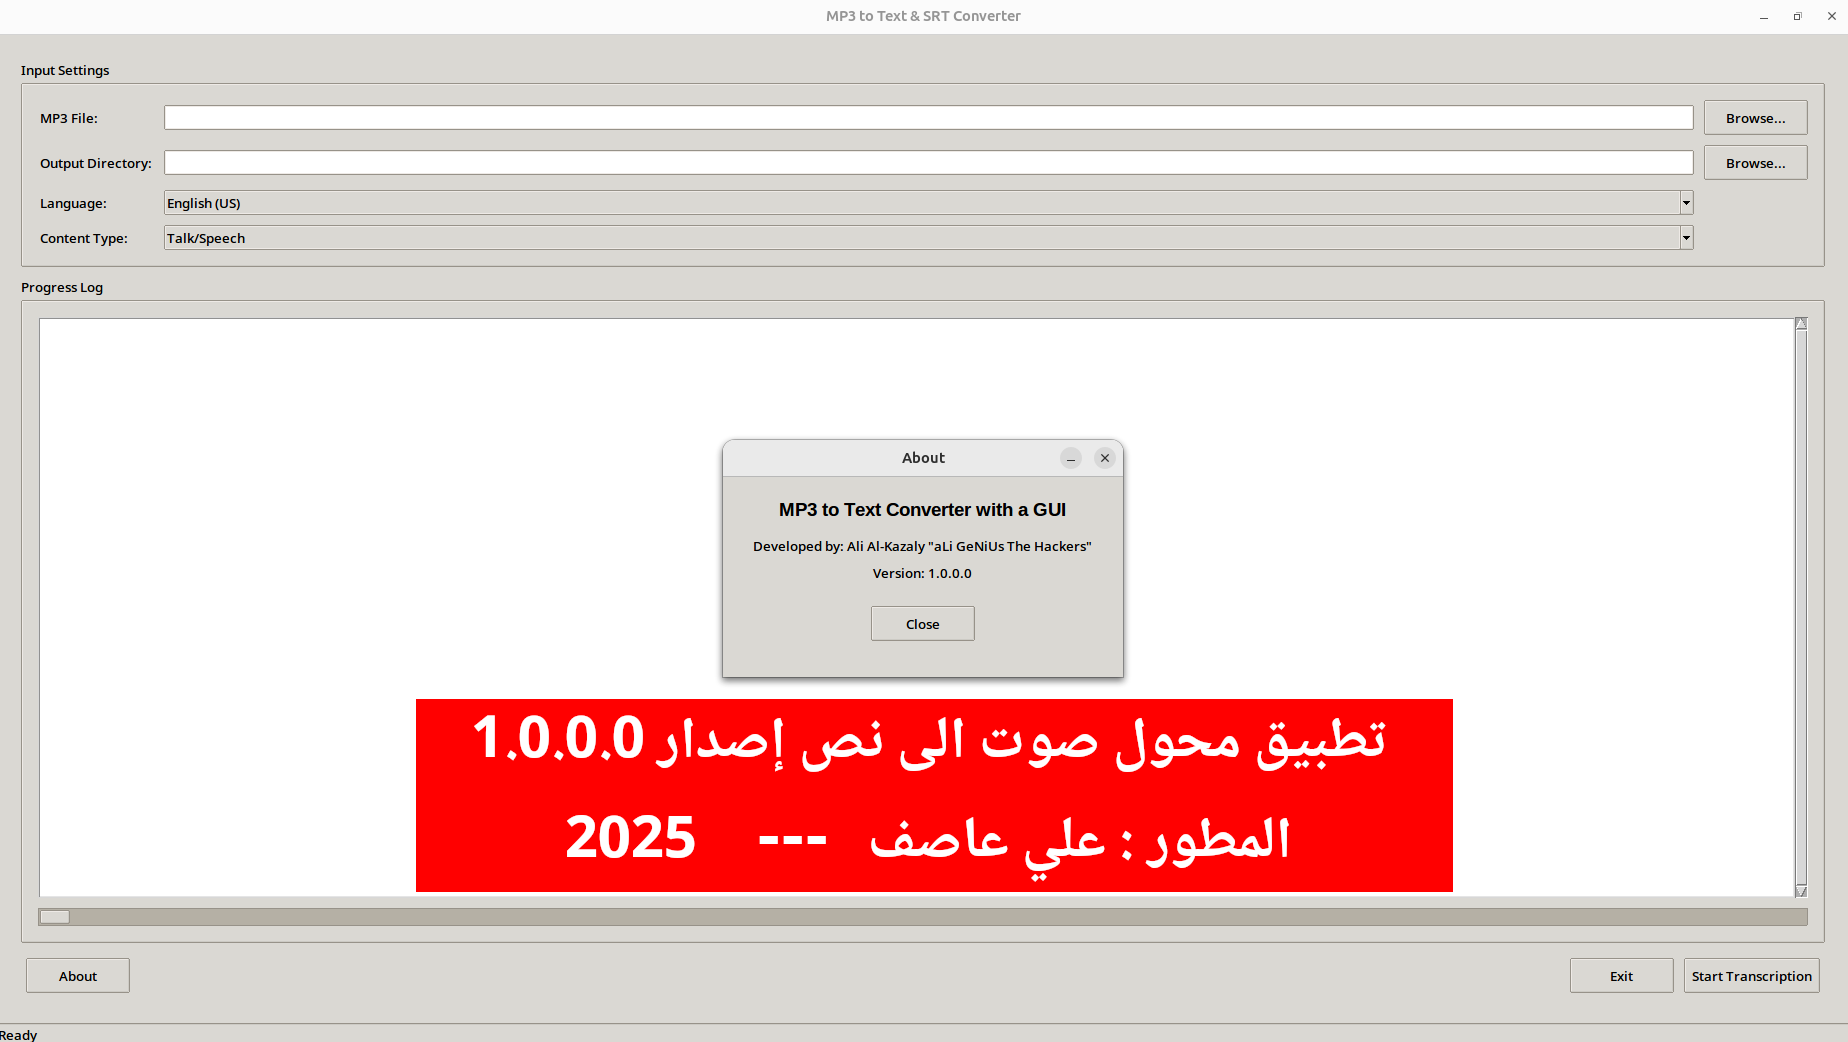 MP3 to Text & SRT Converter
Input Settings
MP3 File:
Browse...
Output Directory:
Browse...
Language:
English (US)
Content Type:
Talk/Speech
Progress Log
About
MP3 to Text Converter with a GUI
Developed by: Ali Al-Kazaly "aLi GeNiUs The Hackers"
Version: 1.0.0.0
Close
تطبيق محول صوت الى نص إصدار 1.0.0.0
المطور : علي عاصف --- 2025
About
Exit
Start Transcription
Ready